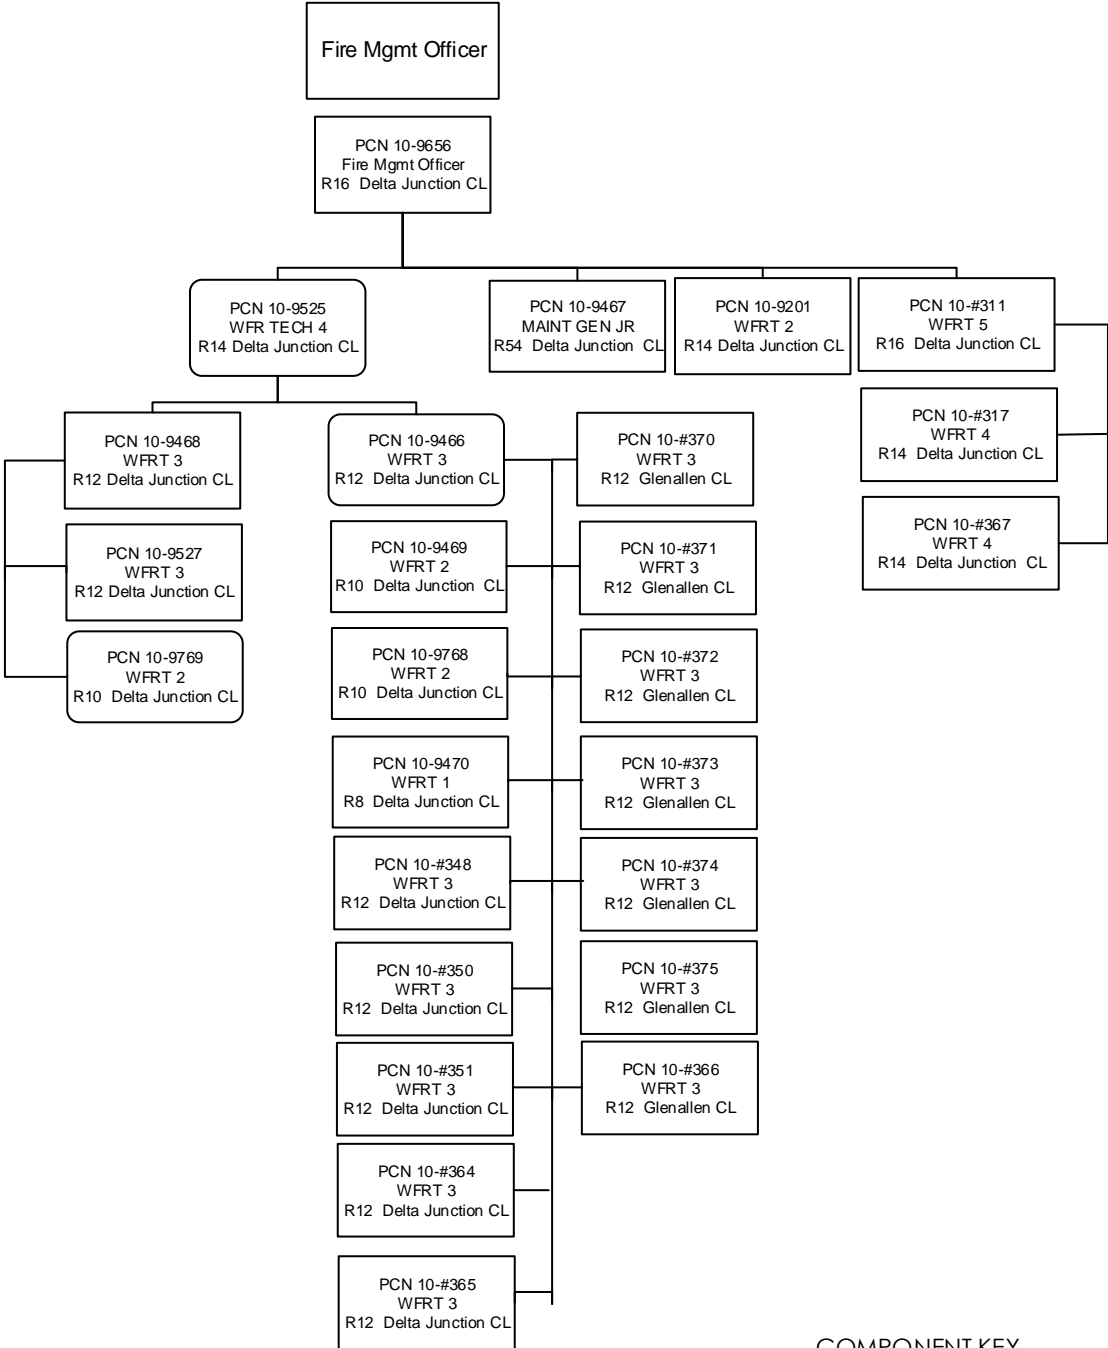 Fire Mgmt Officer
PCN 10-9656
Fire Mgmt Officer
R16 Delta Junction CL
PCN 10-9525
WFR TECH 4
R14 Delta Junction CL
PCN 10-9467
MAINT GEN JR
R54 Delta Junction CL
PCN 10-9201
WFRT 2
R14 Delta Junction CL
PCN 10-#311
WFRT 5
R16 Delta Junction CL
PCN 10-#317
WFRT 4
R14 Delta Junction CL
PCN 10-#367
WFRT 4
R14 Delta Junction CL
PCN 10-9468
WFRT 3
R12 Delta Junction CL
PCN 10-9527
WFRT 3
R12 Delta Junction CL
PCN 10-9769
WFRT 2
R10 Delta Junction CL
PCN 10-9466
WFRT 3
R12 Delta Junction CL
PCN 10-9469
WFRT 2
R10 Delta Junction CL
PCN 10-9768
WFRT 2
R10 Delta Junction CL
PCN 10-9470
WFRT 1
R8 Delta Junction CL
PCN 10-#348
WFRT 3
R12 Delta Junction CL
PCN 10-#350
WFRT 3
R12 Delta Junction CL
PCN 10-#351
WFRT 3
R12 Delta Junction CL
PCN 10-#364
WFRT 3
R12 Delta Junction CL
PCN 10-#365
WFRT 3
R12 Delta Junction CL
PCN 10-#370
WFRT 3
R12 Glenallen CL
PCN 10-#371
WFRT 3
R12 Glenallen CL
PCN 10-#372
WFRT 3
R12 Glenallen CL
PCN 10-#373
WFRT 3
R12 Glenallen CL
PCN 10-#374
WFRT 3
R12 Glenallen CL
PCN 10-#375
WFRT 3
R12 Glenallen CL
PCN 10-#366
WFRT 3
R12 Glenallen CL
COMPONENT KEY